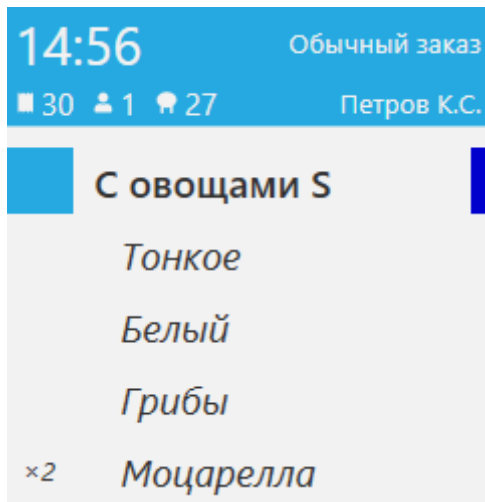 14:56 Обычный заказ
30 1 27 Петров К.С.
С овощами S
Тонкое
Белый
Грибы
×2 Моцарелла